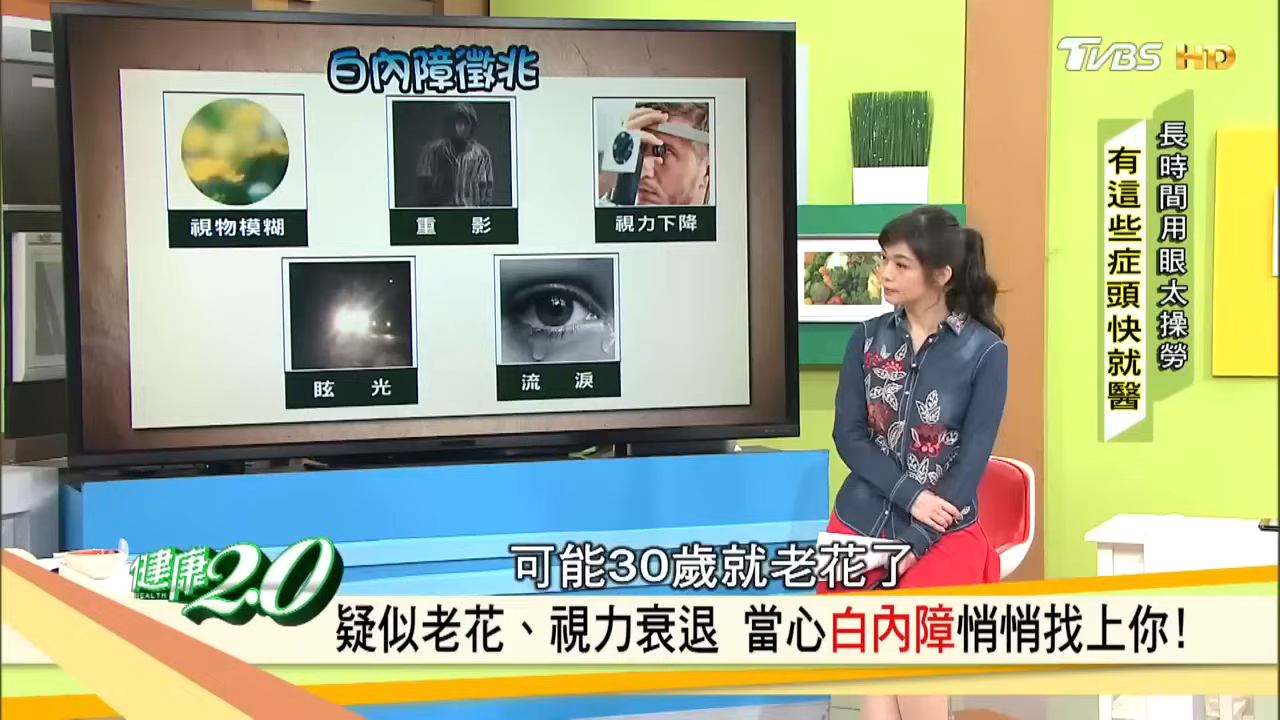 白內障徵兆
視物模糊
重影
視力下降
眩光
流淚
TVBS HD
長時間用眼太操勞
有這些症頭快就醫
可能30歲就老花了
健康2.0
HEALTH
疑似老花、視力衰退 當心白內障悄悄找上你!